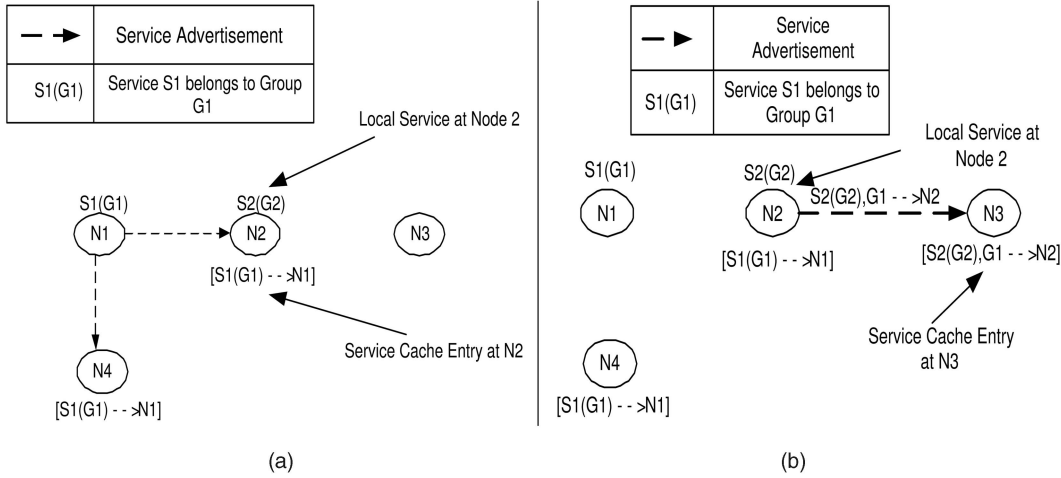 Service Advertisement
S1(G1)
Service S1 belongs to Group
G1
Local Service at Node 2
S1(G1)
S2(G2)
N1
N2
N3
[S1(G1) - ->N1]
Service Cache Entry at N2
N4
[S1(G1) - ->N1]
(a)
Service
Advertisement
S1(G1)
Service S1 belongs to
Group G1
Local Service at
Node 2
S1(G1)
S2(G2)
S2(G2),G1 - ->N2
N1
N2
N3
[S1(G1) - ->N1]
[S2(G2),G1 - ->N2]
Service Cache Entry
at N3
N4
[S1(G1) - ->N1]
(b)